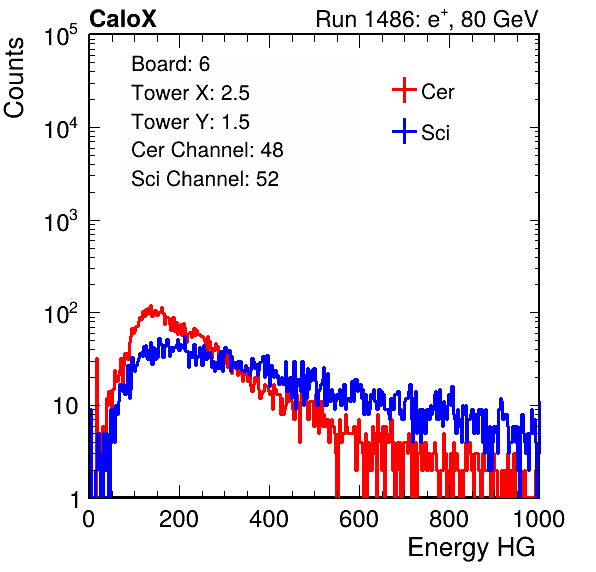 CaloX Run 1486: e⁺, 80 GeV
Counts
10⁵
10⁴
10³
10²
10
1
Board: 6
Tower X: 2.5
Tower Y: 1.5
Cer Channel: 48
Sci Channel: 52
Cer
Sci
0 200 400 600 800 1000
Energy HG